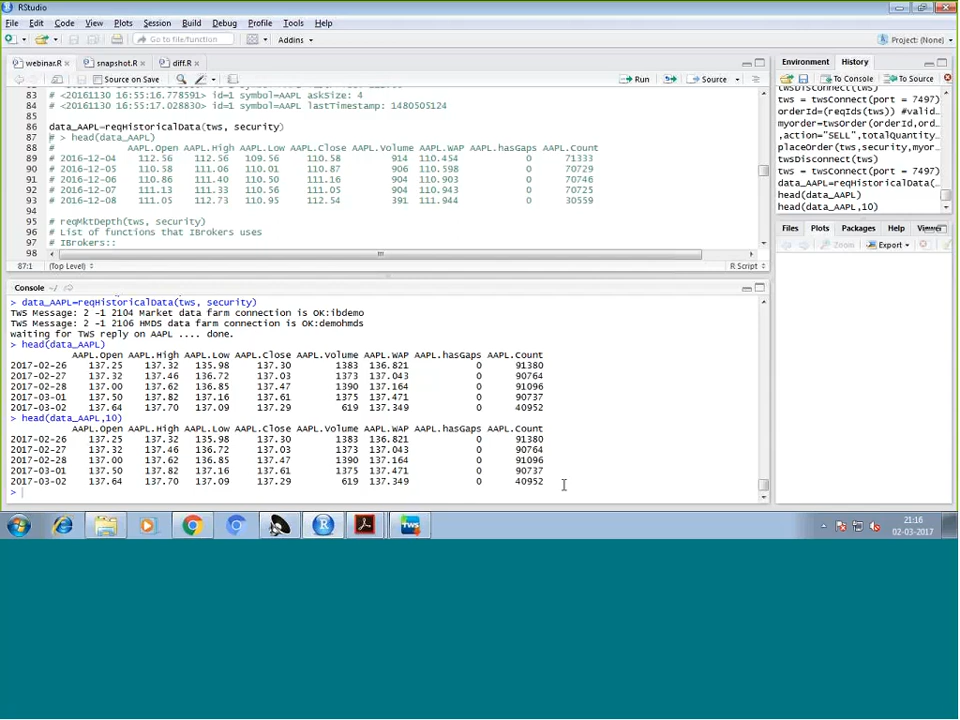 RStudio
File Edit Code View Plots Session Build Debug Profile Tools Help
Go to file/function Addins Project: (None)
webinar.R snapshot.R diff.R
Source on Save Run Source
83 # <20161130 16:55:16.778591> id=1 symbol=AAPL askSize: 4
84 # <20161130 16:55:17.028830> id=1 symbol=AAPL lastTimestamp: 1480505124
85
86 data_AAPL=reqHistoricalData(tws, security)
87 # > head(data_AAPL)
88 # AAPL.Open AAPL.High AAPL.Low AAPL.Close AAPL.Volume AAPL.WAP AAPL.hasGaps AAPL.Count
89 # 2016-12-04 112.56 112.56 109.56 110.58 914 110.454 0 71333
90 # 2016-12-05 110.58 111.06 110.01 110.87 906 110.598 0 70729
91 # 2016-12-06 110.86 111.40 110.50 111.16 904 110.903 0 70746
92 # 2016-12-07 111.13 111.33 110.56 111.05 904 110.943 0 70725
93 # 2016-12-08 111.05 112.73 110.95 112.54 391 111.944 0 30559
94
95 # reqMktDepth(tws, security)
96 # List of functions that IBrokers uses
97 # IBrokers::
98
87:1 (Top Level) R Script
Console ~/
> data_AAPL=reqHistoricalData(tws, security)
TWS Message: 2 -1 2104 Market data farm connection is OK:ibdemo
TWS Message: 2 -1 2106 HMDS data farm connection is OK:demohmds
waiting for TWS reply on AAPL .... done.
> head(data_AAPL)
AAPL.Open AAPL.High AAPL.Low AAPL.Close AAPL.Volume AAPL.WAP AAPL.hasGaps AAPL.Count
2017-02-26 137.25 137.32 135.98 137.30 1383 136.821 0 91380
2017-02-27 137.32 137.46 136.72 137.03 1373 137.043 0 90764
2017-02-28 137.00 137.62 136.85 137.47 1390 137.164 0 91096
2017-03-01 137.50 137.82 137.16 137.61 1375 137.471 0 90737
2017-03-02 137.64 137.70 137.09 137.29 619 137.349 0 40952
> head(data_AAPL,10)
AAPL.Open AAPL.High AAPL.Low AAPL.Close AAPL.Volume AAPL.WAP AAPL.hasGaps AAPL.Count
2017-02-26 137.25 137.32 135.98 137.30 1383 136.821 0 91380
2017-02-27 137.32 137.46 136.72 137.03 1373 137.043 0 90764
2017-02-28 137.00 137.62 136.85 137.47 1390 137.164 0 91096
2017-03-01 137.50 137.82 137.16 137.61 1375 137.471 0 90737
2017-03-02 137.64 137.70 137.09 137.29 619 137.349 0 40952
>
Environment History
To Console To Source
twsDisconnect(tws)
tws = twsConnect(port = 7497)
orderId=(reqIds(tws)) #valid
myorder=twsOrder(orderId,ord
,action="SELL",totalQuantity
placeOrder(tws,security,myor
twsDisconnect(tws)
tws = twsConnect(port = 7497)
data_AAPL=reqHistoricalData(
head(data_AAPL)
head(data_AAPL,10)
Files Plots Packages Help Viewer
Zoom Export
TWS
21:16
02-03-2017